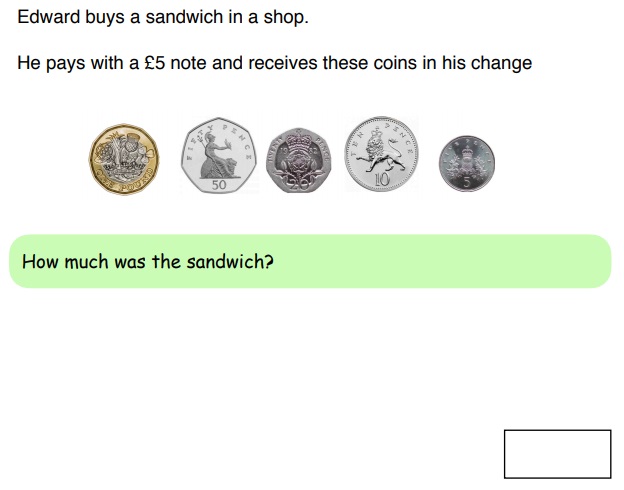 Edward buys a sandwich in a shop.
He pays with a £5 note and receives these coins in his change
ONE POUND
FIFTY PENCE
50
TWENTY PENCE
20
TEN PENCE
10
5
How much was the sandwich?